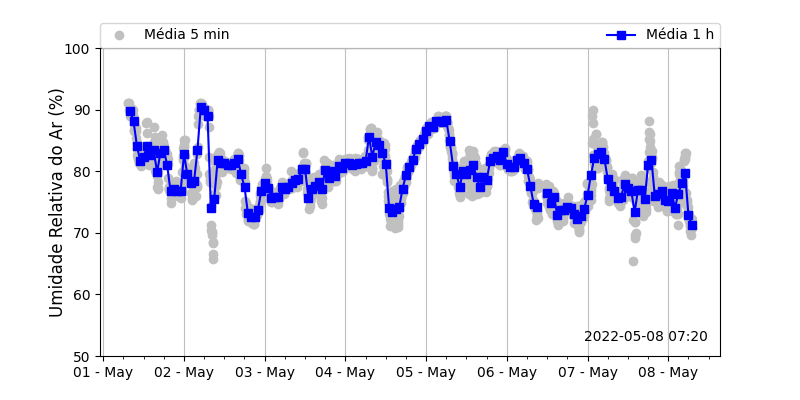 Média 5 min
Média 1 h
Umidade Relativa do Ar (%)
100
90
80
70
60
50
2022-05-08 07:20
01 - May
02 - May
03 - May
04 - May
05 - May
06 - May
07 - May
08 - May